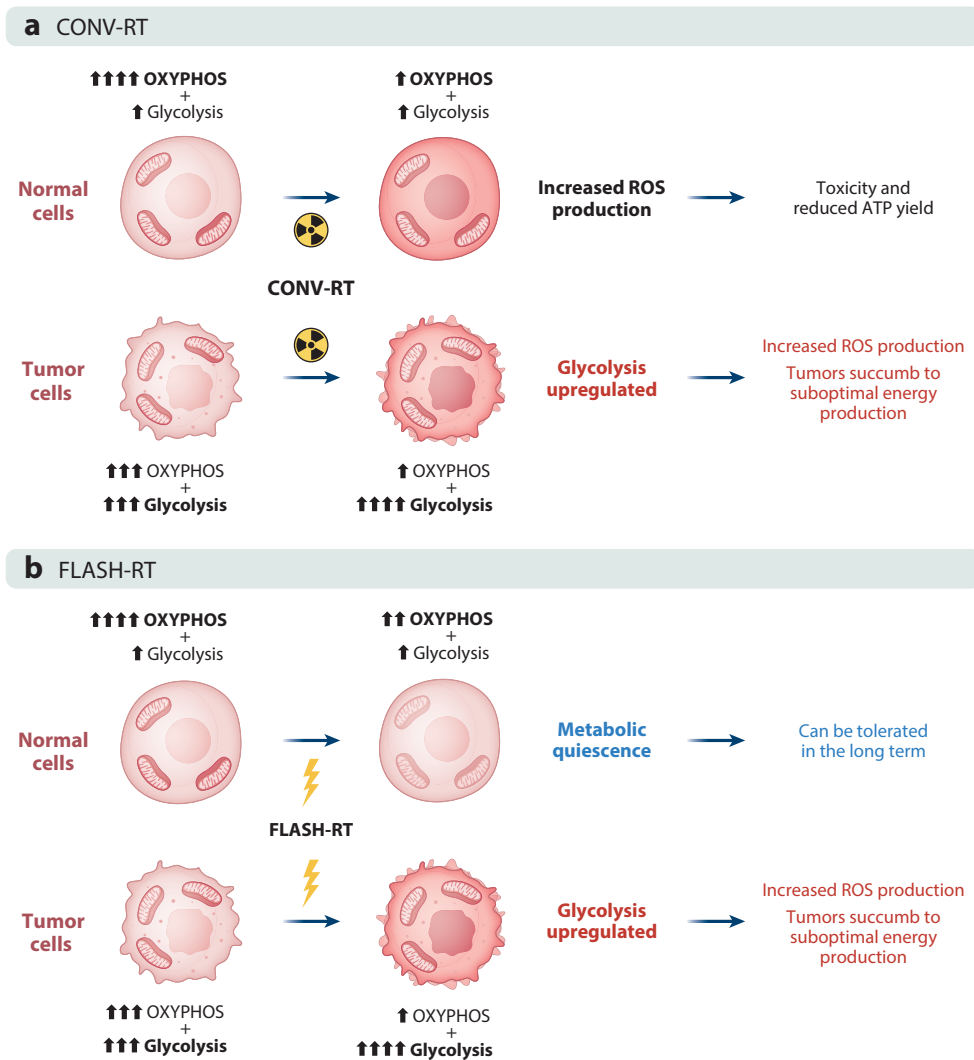 a CONV-RT
⬆⬆⬆⬆ OXYPHOS
+
⬆ Glycolysis
⬆ OXYPHOS
+
⬆ Glycolysis
Normal
cells
Increased ROS
production
Toxicity and
reduced ATP yield
CONV-RT
Tumor
cells
Glycolysis
upregulated
Increased ROS production
Tumors succumb to
suboptimal energy
production
⬆⬆⬆ OXYPHOS
+
⬆⬆⬆ Glycolysis
⬆ OXYPHOS
+
⬆⬆⬆⬆ Glycolysis
b FLASH-RT
⬆⬆⬆⬆ OXYPHOS
+
⬆ Glycolysis
⬆⬆ OXYPHOS
+
⬆ Glycolysis
Normal
cells
Metabolic
quiescence
Can be tolerated
in the long term
FLASH-RT
Tumor
cells
Glycolysis
upregulated
Increased ROS production
Tumors succumb to
suboptimal energy
production
⬆⬆⬆ OXYPHOS
+
⬆⬆⬆ Glycolysis
⬆ OXYPHOS
+
⬆⬆⬆⬆ Glycolysis